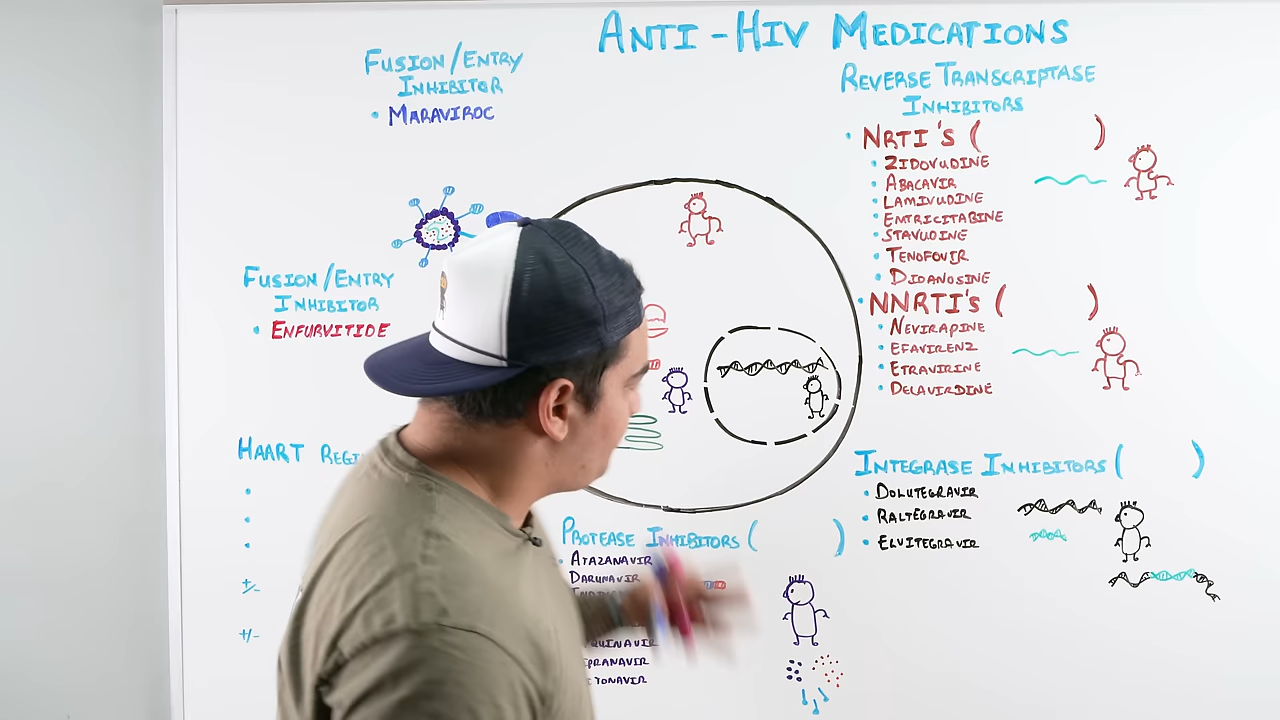 ANTI-HIV MEDICATIONS
FUSION/ENTRY
INHIBITOR
• MARAVIROC
FUSION/ENTRY
INHIBITOR
• ENFURVITIDE
HAART
+/-
+/-
REVERSE TRANSCRIPTASE
INHIBITORS
• NRTI'S ( )
• ZIDOVUDINE
• ABACAVIR
• LAMIVUDINE
• EMTRICITABINE
• STAVUDINE
• TENOFOVIR
• DIDANOSINE
• NNRTI'S ( )
• NEVIRAPINE
• EFAVIRENZ
• ETRAVIRINE
• DELAVIRDINE
INTEGRASE INHIBITORS ( )
• DOLUTEGRAVIR
• RALTEGRAVIR
• ELVITEGRAVIR
PROTEASE INHIBITORS ( )
• ATAZANAVIR
DARUNAVIR